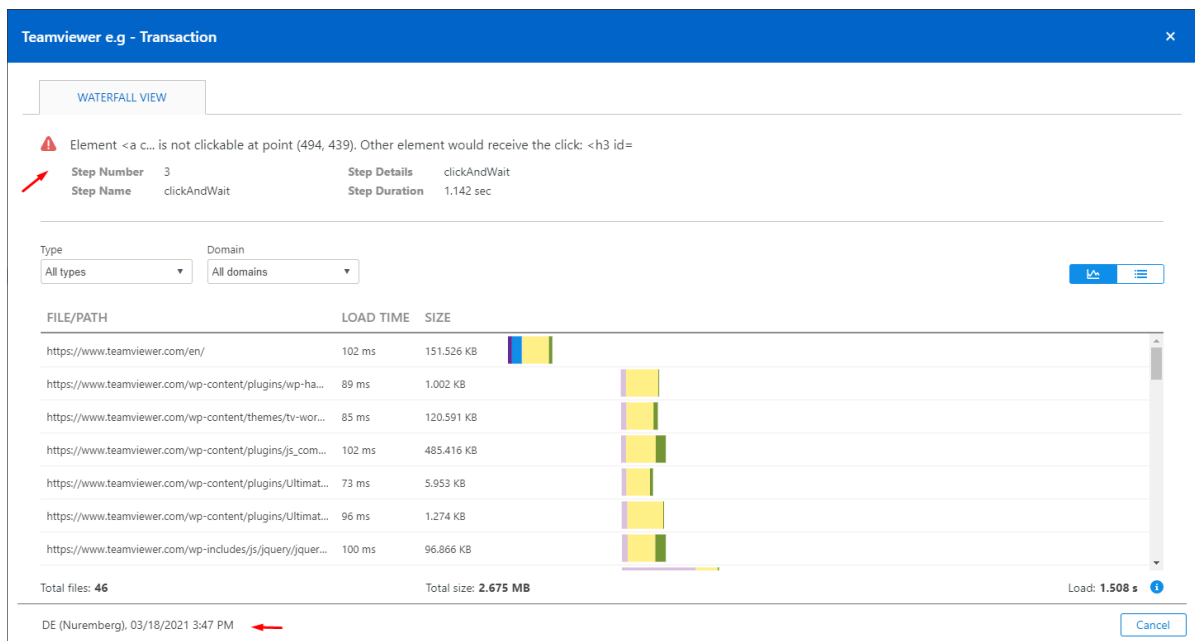 Teamviewer e.g - Transaction
WATERFALL VIEW
Element <a c... is not clickable at point (494, 439). Other element would receive the click: <h3 id=
Step Number 3 Step Details clickAndWait
Step Name clickAndWait Step Duration 1.142 sec
Type Domain
All types All domains
FILE/PATH LOAD TIME SIZE
https://www.teamviewer.com/en/ 102 ms 151.526 KB
https://www.teamviewer.com/wp-content/plugins/wp-ha... 89 ms 1.002 KB
https://www.teamviewer.com/wp-content/themes/tv-wor... 85 ms 120.591 KB
https://www.teamviewer.com/wp-content/plugins/js_com... 102 ms 485.416 KB
https://www.teamviewer.com/wp-content/plugins/Ultimat... 73 ms 5.953 KB
https://www.teamviewer.com/wp-content/plugins/Ultimat... 96 ms 1.274 KB
https://www.teamviewer.com/wp-includes/js/jquery/jquer... 100 ms 96.866 KB
Total files: 46 Total size: 2.675 MB Load: 1.508 s
DE (Nuremberg), 03/18/2021 3:47 PM Cancel